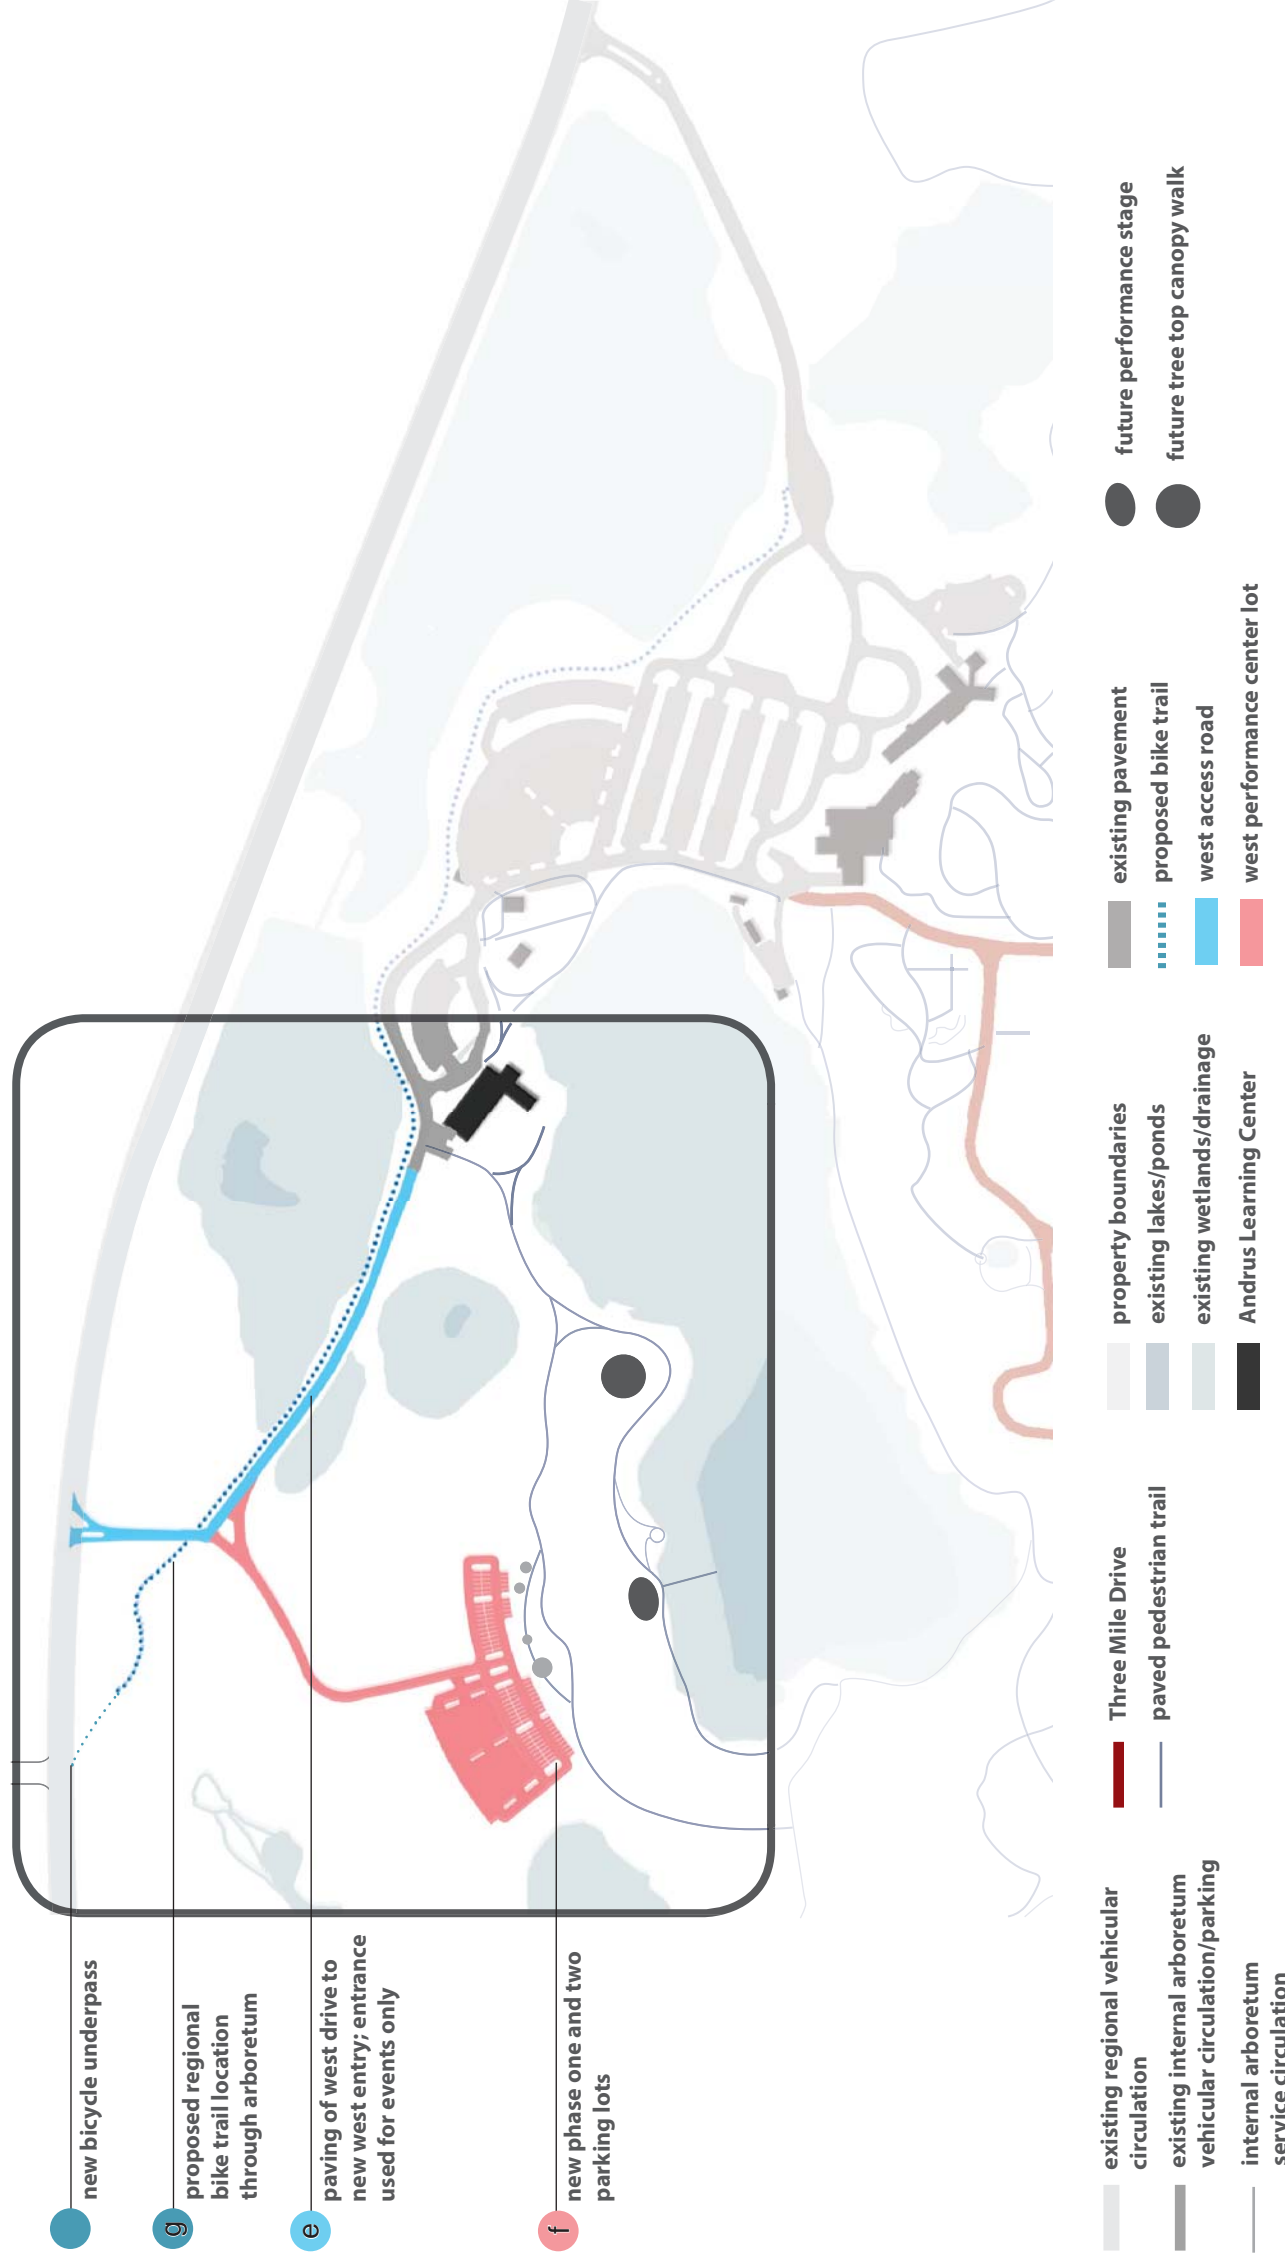 new bicycle underpass
g
proposed regional
bike trail location
through arboretum
e
paving of west drive to
new west entry; entrance
used for events only
f
new phase one and two
parking lots
existing regional vehicular
circulation
existing internal arboretum
vehicular circulation/parking
internal arboretum
service circulation
Three Mile Drive
paved pedestrian trail
property boundaries
existing lakes/ponds
existing wetlands/drainage
Andrus Learning Center
existing pavement
proposed bike trail
west access road
west performance center lot
future performance stage
future tree top canopy walk